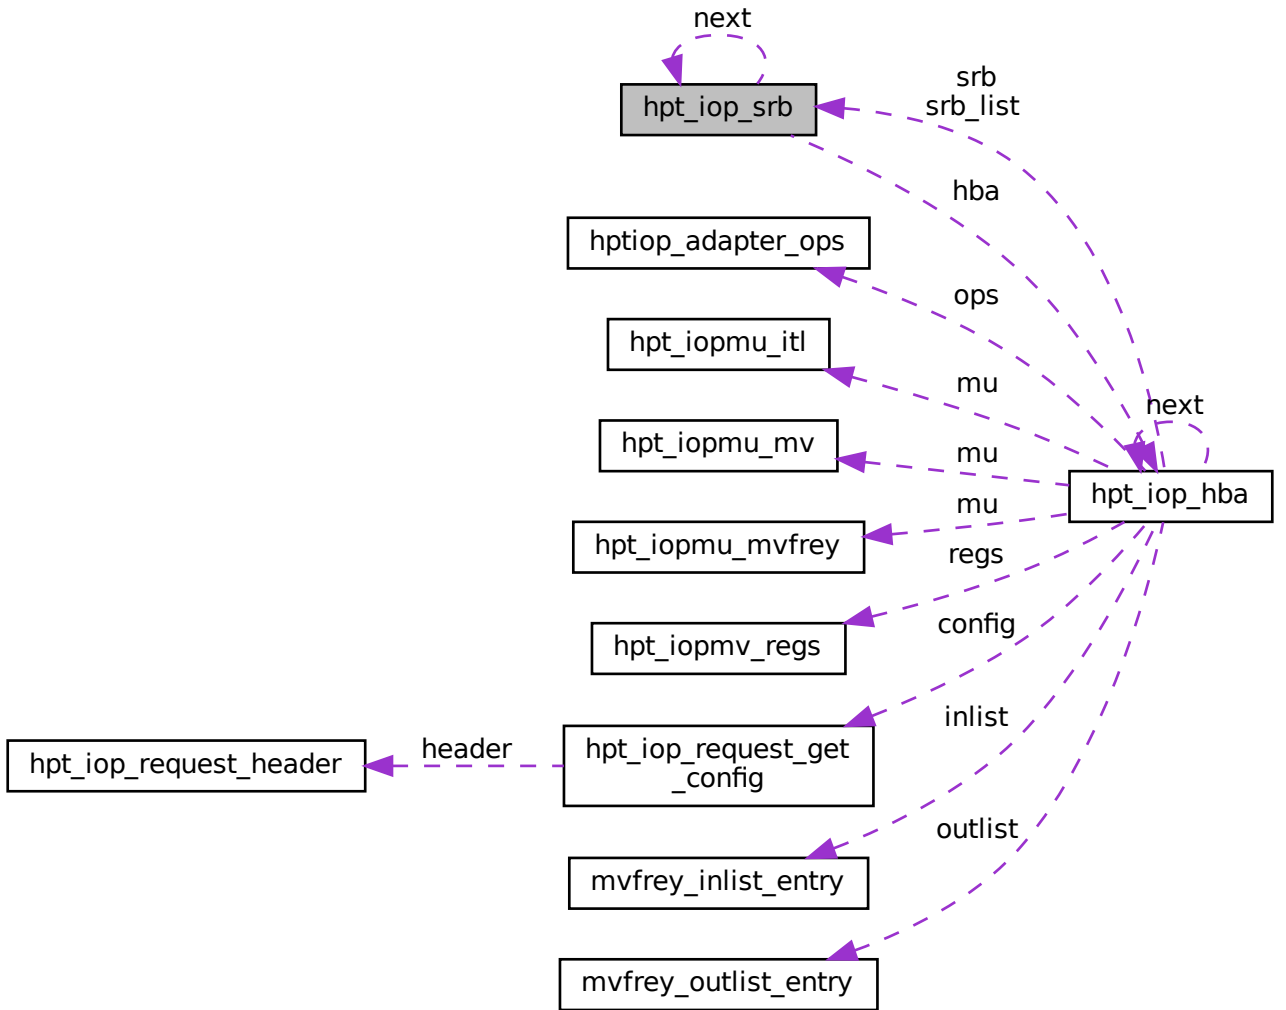 next
hpt_iop_srb
srb
srb_list
hba
hptiop_adapter_ops
ops
hpt_iopmu_itl
mu
next
hpt_iopmu_mv
mu
hpt_iop_hba
mu
hpt_iopmu_mvfrey
regs
hpt_iopmv_regs
config
inlist
hpt_iop_request_header
header
hpt_iop_request_get
_config
outlist
mvfrey_inlist_entry
mvfrey_outlist_entry